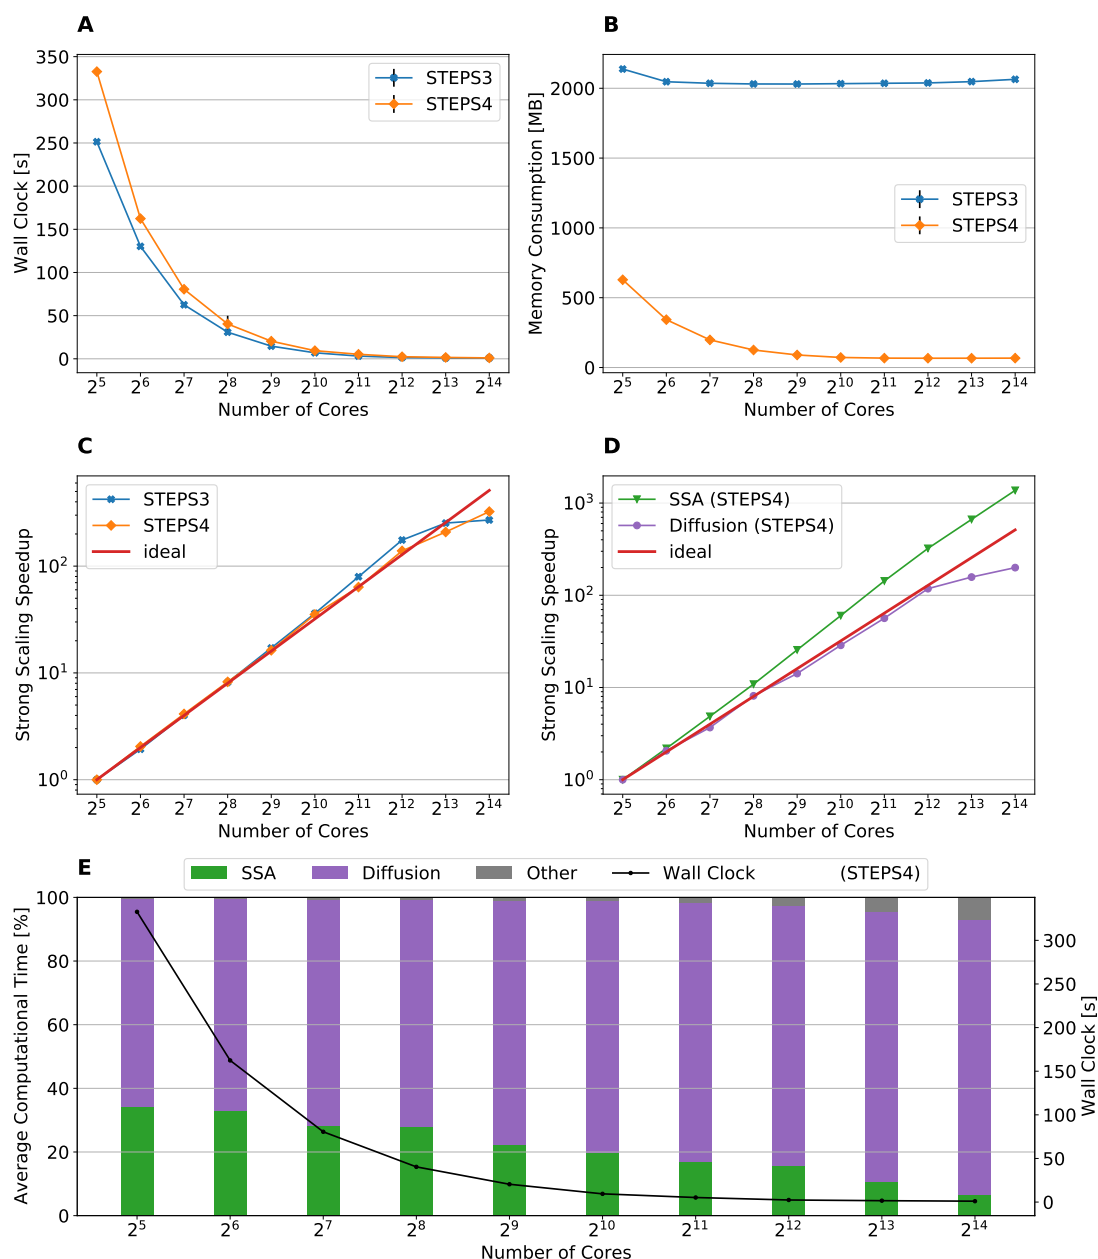 A
350
300
250
200
150
100
50
0
Wall Clock [s]
STEPS3
STEPS4
2^5 2^6 2^7 2^8 2^9 2^10 2^11 2^12 2^13 2^14
Number of Cores
B
2000
1500
1000
500
0
Memory Consumption [MB]
STEPS3
STEPS4
2^5 2^6 2^7 2^8 2^9 2^10 2^11 2^12 2^13 2^14
Number of Cores
C
10^2
10^1
10^0
Strong Scaling Speedup
STEPS3
STEPS4
ideal
2^5 2^6 2^7 2^8 2^9 2^10 2^11 2^12 2^13 2^14
Number of Cores
D
10^3
10^2
10^1
10^0
Strong Scaling Speedup
SSA (STEPS4)
Diffusion (STEPS4)
ideal
2^5 2^6 2^7 2^8 2^9 2^10 2^11 2^12 2^13 2^14
Number of Cores
E
SSA Diffusion Other Wall Clock (STEPS4)
100
80
60
40
20
0
Average Computational Time [%]
300
250
200
150
100
50
0
Wall Clock [s]
2^5 2^6 2^7 2^8 2^9 2^10 2^11 2^12 2^13 2^14
Number of Cores